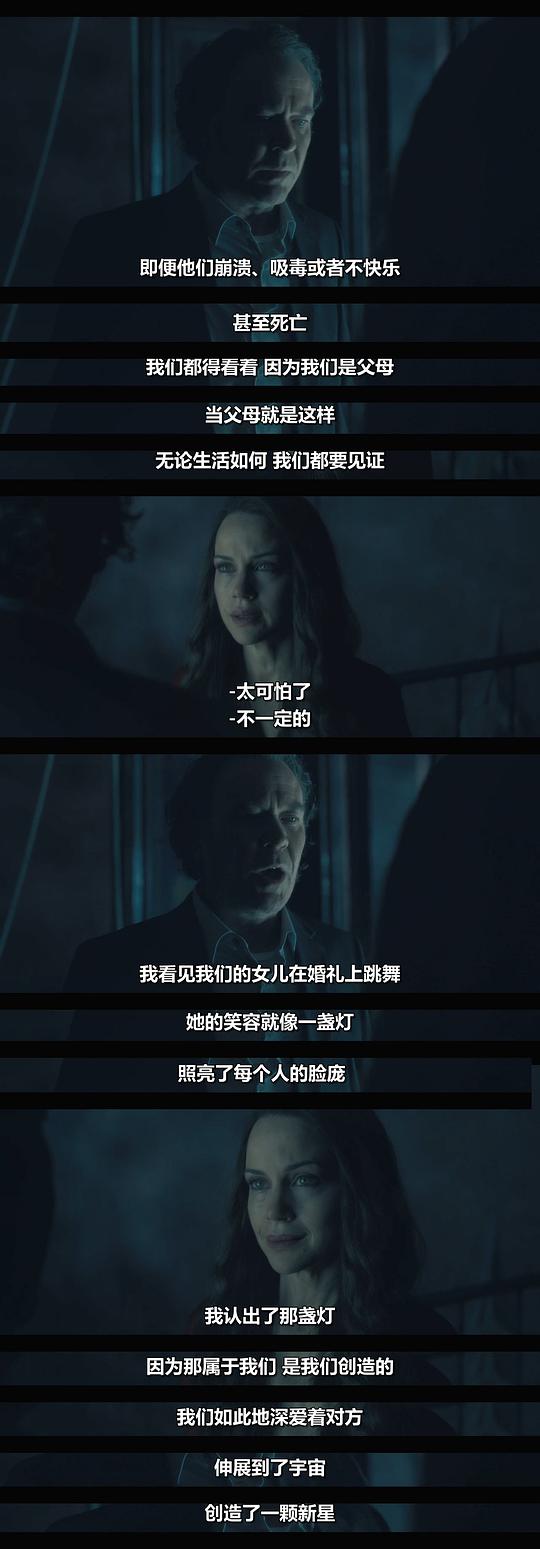 即便他们崩溃、吸毒或者不快乐
甚至死亡
我们都得看着 因为我们是父母
当父母就是这样
无论生活如何 我们都要见证
-太可怕了
-不一定的
我看见我们的女儿在婚礼上跳舞
她的笑容就像一盏灯
照亮了每个人的脸庞
我认出了那盏灯
因为那属于我们 是我们创造的
我们如此地深爱着对方
伸展到了宇宙
创造了一颗新星